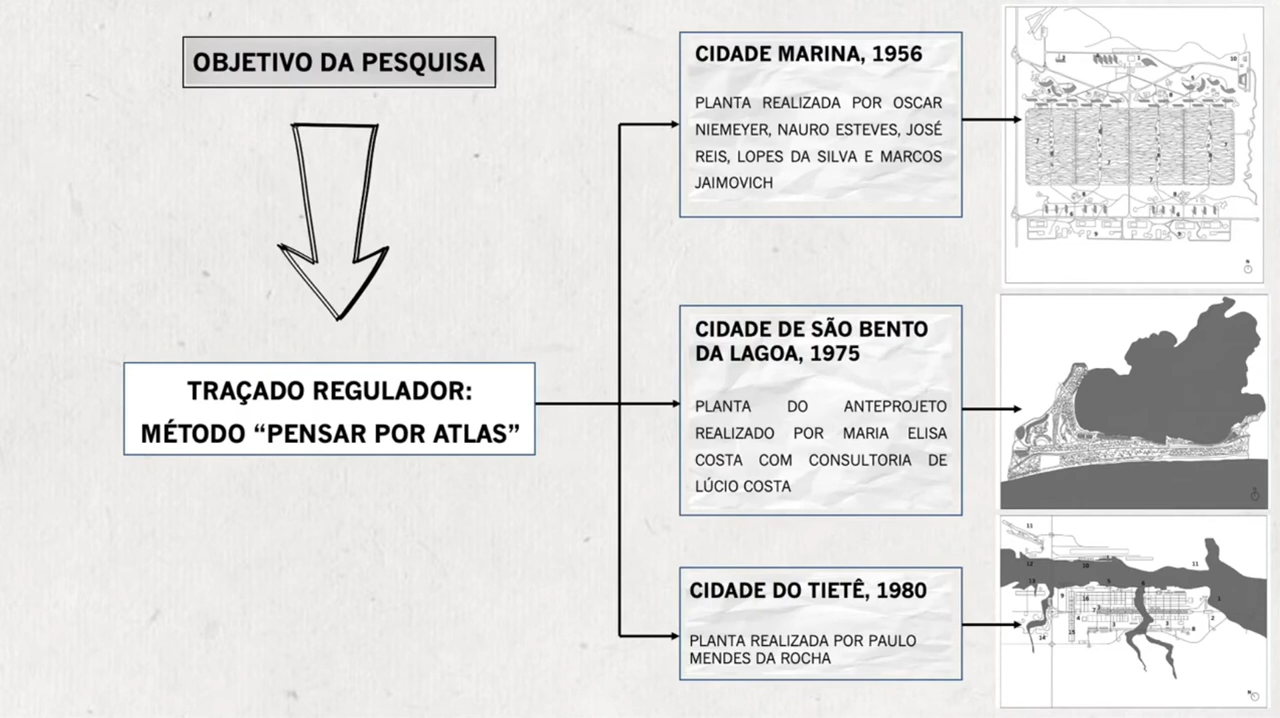 OBJETIVO DA PESQUISA
TRAÇADO REGULADOR:
MÉTODO “PENSAR POR ATLAS”
CIDADE MARINA, 1956
PLANTA REALIZADA POR OSCAR
NIEMEYER, NAURO ESTEVES, JOSÉ
REIS, LOPES DA SILVA E MARCOS
JAIMOVICH
CIDADE DE SÃO BENTO
DA LAGOA, 1975
PLANTA DO ANTEPROJETO
REALIZADO POR MARIA ELISA
COSTA COM CONSULTORIA DE
LÚCIO COSTA
CIDADE DO TIETÊ, 1980
PLANTA REALIZADA POR PAULO
MENDES DA ROCHA